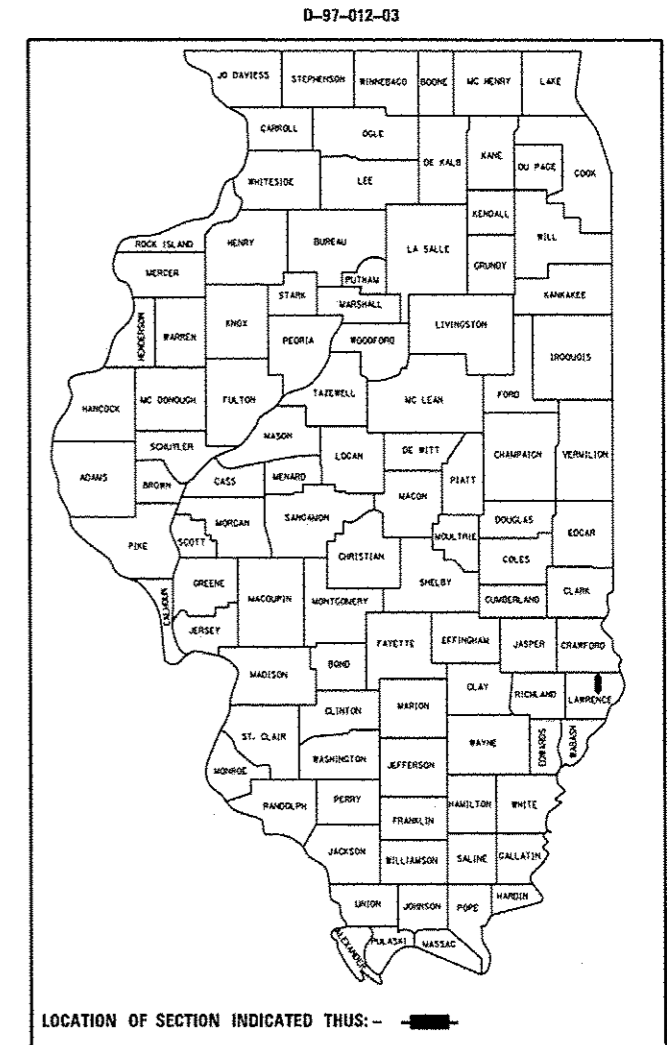 D-97-012-03
JO DAVIESS STEPHENSON WINNEBAGO BOONE MC HENRY LAKE
CARROLL OGLE DE KALB KANE DU PAGE COOK
WHITESIDE LEE KENDALL WILL
ROCK ISLAND HENRY BUREAU LA SALLE GRUNDY
MERCER PUTNAM KANKAKEE
STARK MARSHALL LIVINGSTON
HENDERSON WARREN KNOX PEORIA WOODFORD IROQUOIS
HANCOCK MC DONOUGH FULTON TAZEWELL MC LEAN FORD
SCHUYLER MASON
ADAMS BROWN CASS MENARD LOGAN DE WITT PIATT CHAMPAIGN VERMILION
MACON
PIKE SCOTT MORGAN SANGAMON MOULTRIE DOUGLAS EDGAR
CHRISTIAN COLES
CALHOUN GREENE MACOUPIN MONTGOMERY SHELBY CUMBERLAND CLARK
JERSEY FAYETTE EFFINGHAM JASPER CRAWFORD
MADISON BOND CLAY RICHLAND LAWRENCE
CLINTON MARION
ST. CLAIR WAYNE EDWARDS WABASH
MONROE WASHINGTON JEFFERSON
RANDOLPH PERRY HAMILTON WHITE
FRANKLIN
JACKSON WILLIAMSON SALINE GALLATIN
UNION JOHNSON POPE HARDIN
ALEXANDER PULASKI MASSAC
LOCATION OF SECTION INDICATED THUS: -